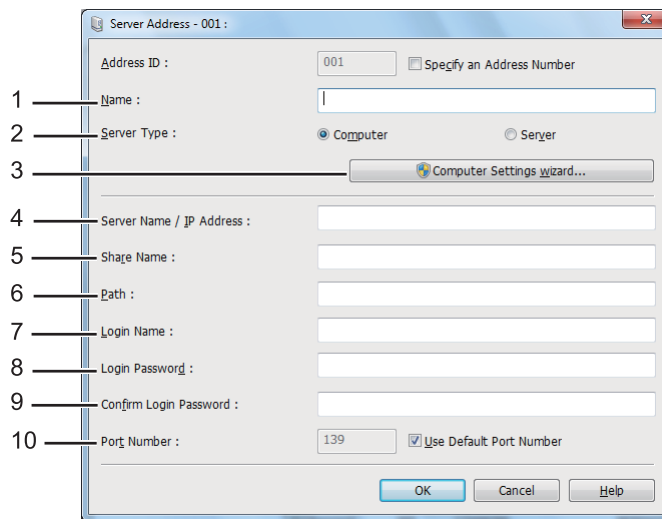 Server Address - 001 :
Address ID : 001 Specify an Address Number
1 Name :
2 Server Type : Computer Server
3 Computer Settings wizard...
4 Server Name / IP Address :
5 Share Name :
6 Path :
7 Login Name :
8 Login Password :
9 Confirm Login Password :
10 Port Number : 139 Use Default Port Number
OK Cancel Help